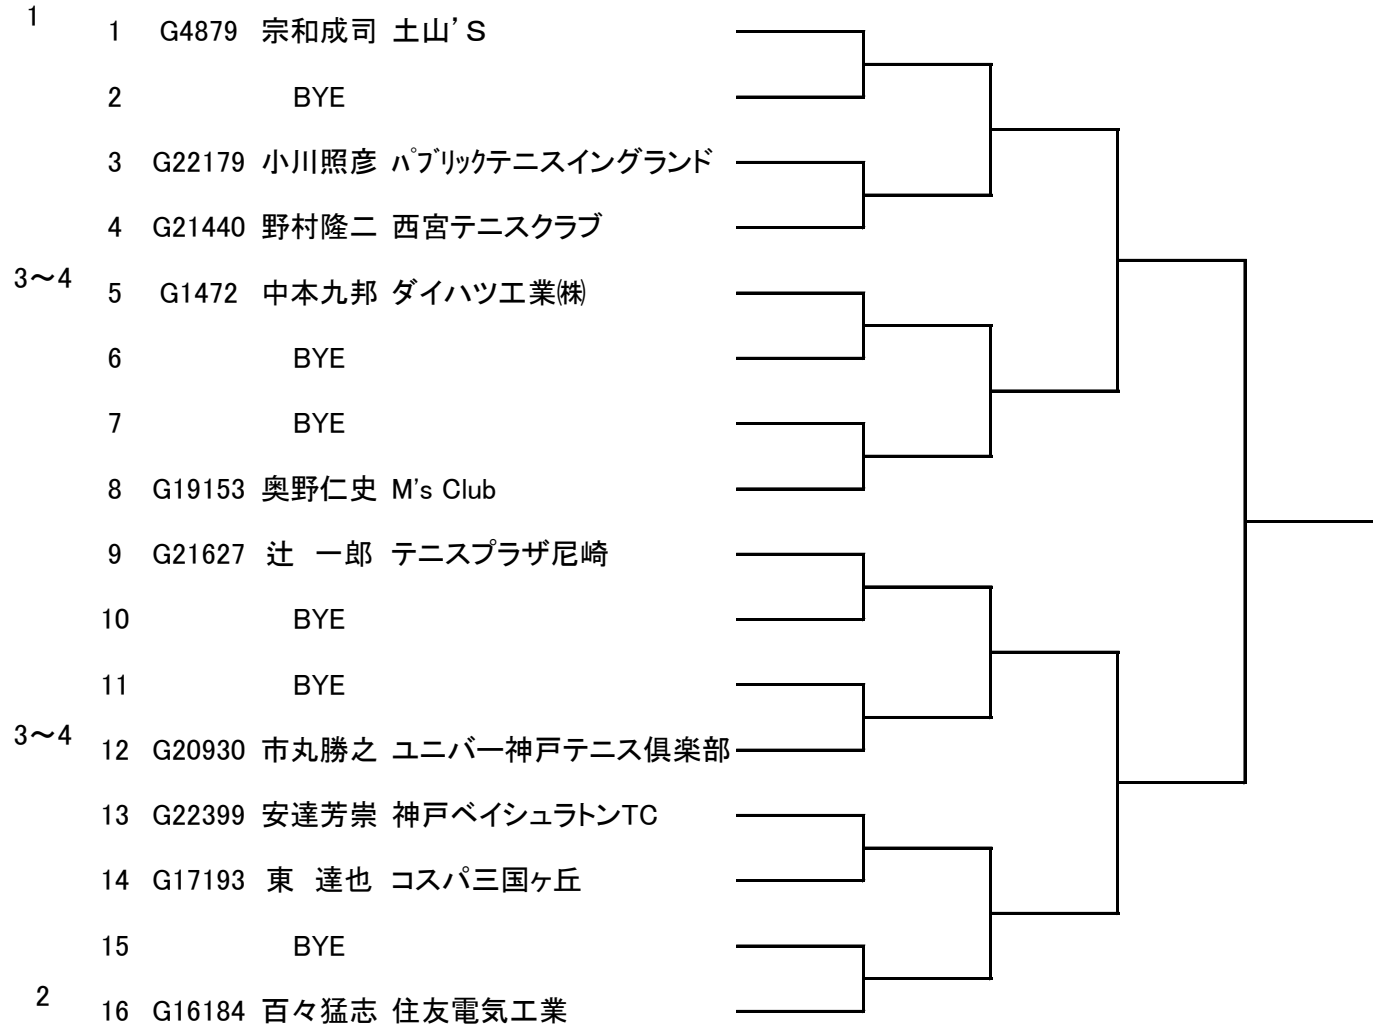 1
1 G4879 宗和成司 土山’S
2 BYE
3 G22179 小川照彦 ﾊﾟﾌﾞﾘｯｸテニスイングランド
4 G21440 野村隆二 西宮テニスクラブ
3～4
5 G1472 中本九邦 ダイハツ工業㈱
6 BYE
7 BYE
8 G19153 奥野仁史 M's Club
9 G21627 辻　一郎 テニスプラザ尼崎
10 BYE
11 BYE
3～4
12 G20930 市丸勝之 ユニバー神戸テニス倶楽部
13 G22399 安達芳崇 神戸ベイシュラトンTC
14 G17193 東　達也 コスパ三国ヶ丘
15 BYE
2
16 G16184 百々猛志 住友電気工業